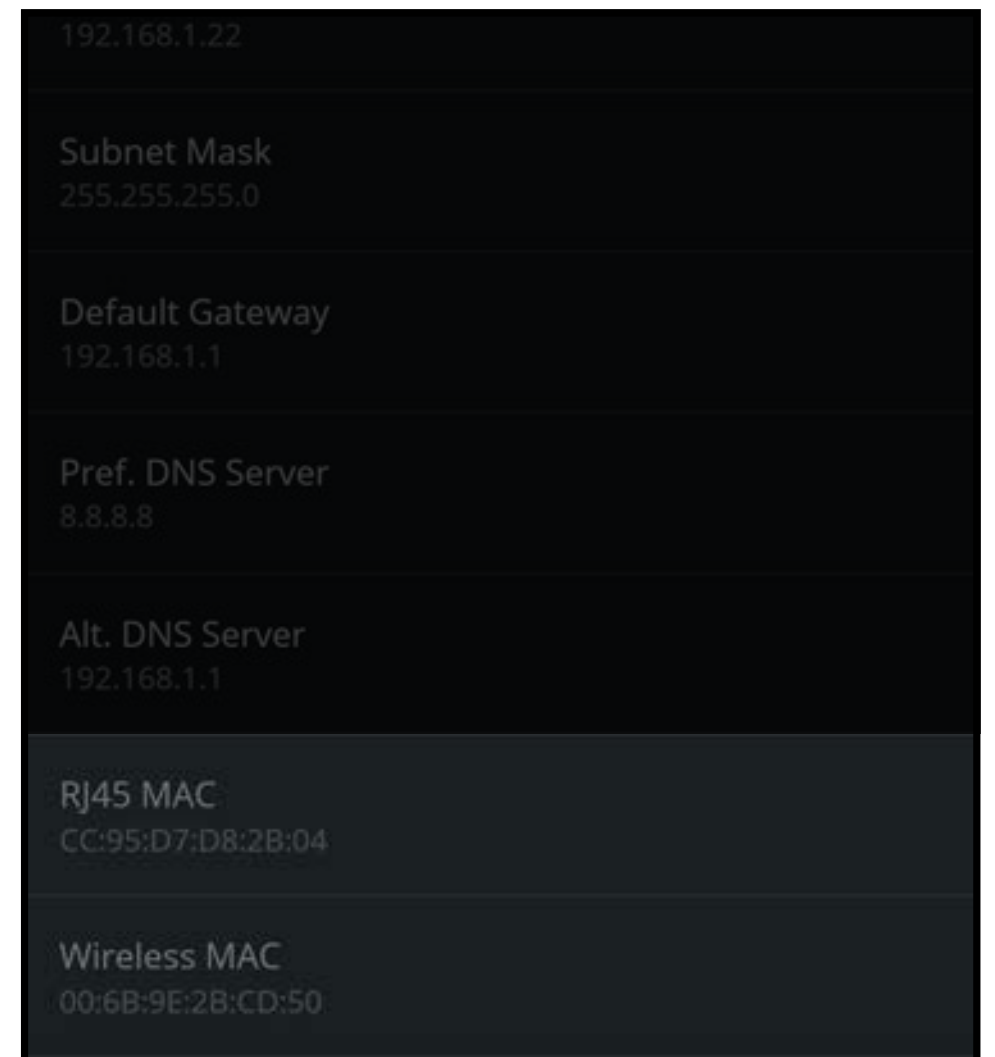 192.168.1.22
Subnet Mask
255.255.255.0
Default Gateway
192.168.1.1
Pref. DNS Server
8.8.8.8
Alt. DNS Server
192.168.1.1
RJ45 MAC
CC:95:D7:D8:2B:04
Wireless MAC
00:6B:9E:2B:CD:50